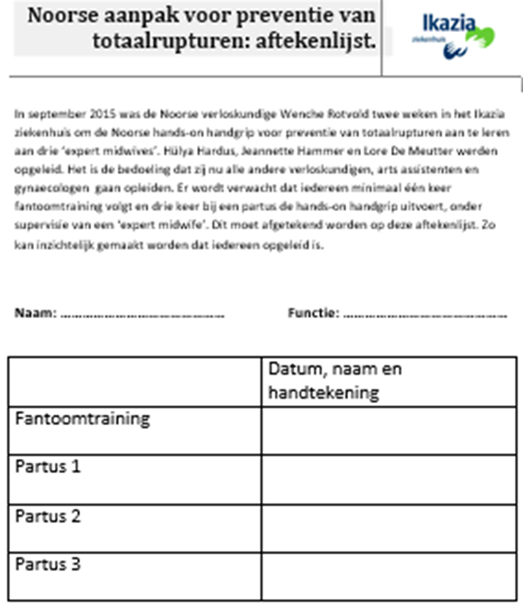 Noorse aanpak voor preventie van
totaalrupturen: aftekenlijst.
Ikazia
ziekenhuis
In september 2015 was de Noorse verloskundige Wenche Rotvold twee weken in het Ikazia
ziekenhuis om de Noorse hands-on handgrip voor preventie van totaalrupturen aan te leren
aan drie 'expert midwives'. Hülya Hardus, Jeannette Hammer en Lore De Meutter werden
opgeleid. Het is de bedoeling dat zij nu alle andere verloskundigen, arts assistenten en
gynaecologen gaan opleiden. Er wordt verwacht dat iedereen minimaal één keer
fantoomtraining volgt en drie keer bij een partus de hands-on handgrip uitvoert, onder
supervisie van een 'expert midwife'. Dit moet afgetekend worden op deze aftekenlijst. Zo
kan inzichtelijk gemaakt worden dat iedereen opgeleid is.
Naam: ............................................ Functie: ............................................
Datum, naam en
handtekening
Fantoomtraining
Partus 1
Partus 2
Partus 3